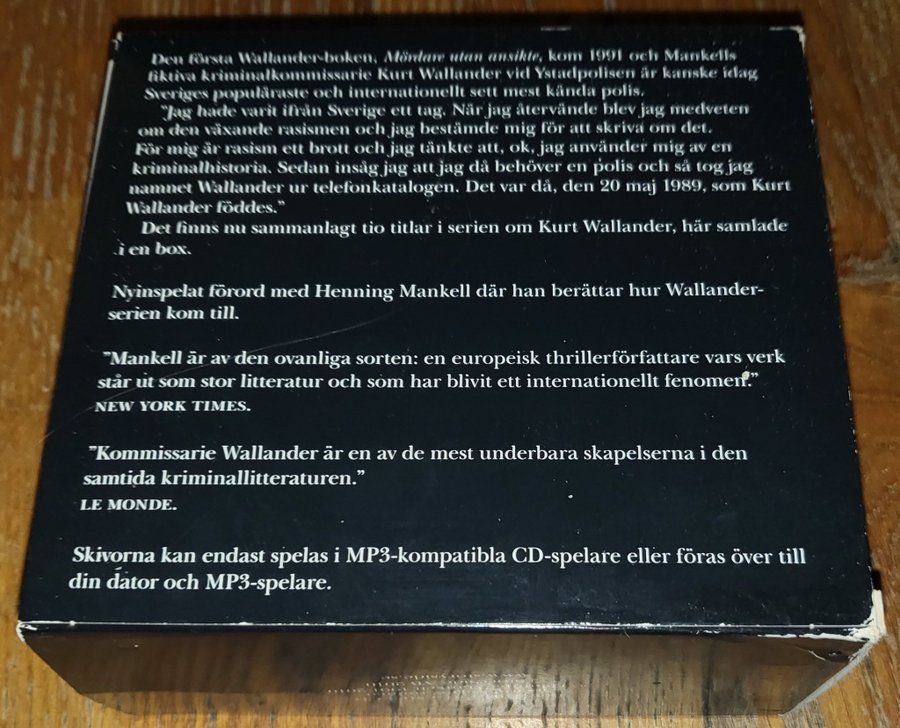 Den första Wallander-boken, Mördare utan ansikte, kom 1991 och Mankells
fiktiva kriminalkommissarie Kurt Wallander vid Ystadpolisen är kanske idag
Sveriges populäraste och internationellt sett mest kända polis.
"Jag hade varit ifrån Sverige ett tag. När jag återvände blev jag medveten
om den växande rasismen och jag bestämde mig för att skriva om det.
För mig är rasism ett brott och jag tänkte att, ok, jag använder mig av en
kriminalhistoria. Sedan insåg jag att jag då behöver en polis och så tog jag
namnet Wallander ur telefonkatalogen. Det var då, den 20 maj 1989, som Kurt
Wallander föddes."
Det finns nu sammanlagt tio titlar i serien om Kurt Wallander, här samlade
i en box.
Nyinspelat förord med Henning Mankell där han berättar hur Wallander-
serien kom till.
"Mankell är av den ovanliga sorten: en europeisk thrillerförfattare vars verk
står ut som stor litteratur och som har blivit ett internationellt fenomen."
NEW YORK TIMES.
"Kommissarie Wallander är en av de mest underbara skapelserna i den
samtida kriminallitteraturen."
LE MONDE.
Skivorna kan endast spelas i MP3-kompatibla CD-spelare eller föras över till
din dator och MP3-spelare.